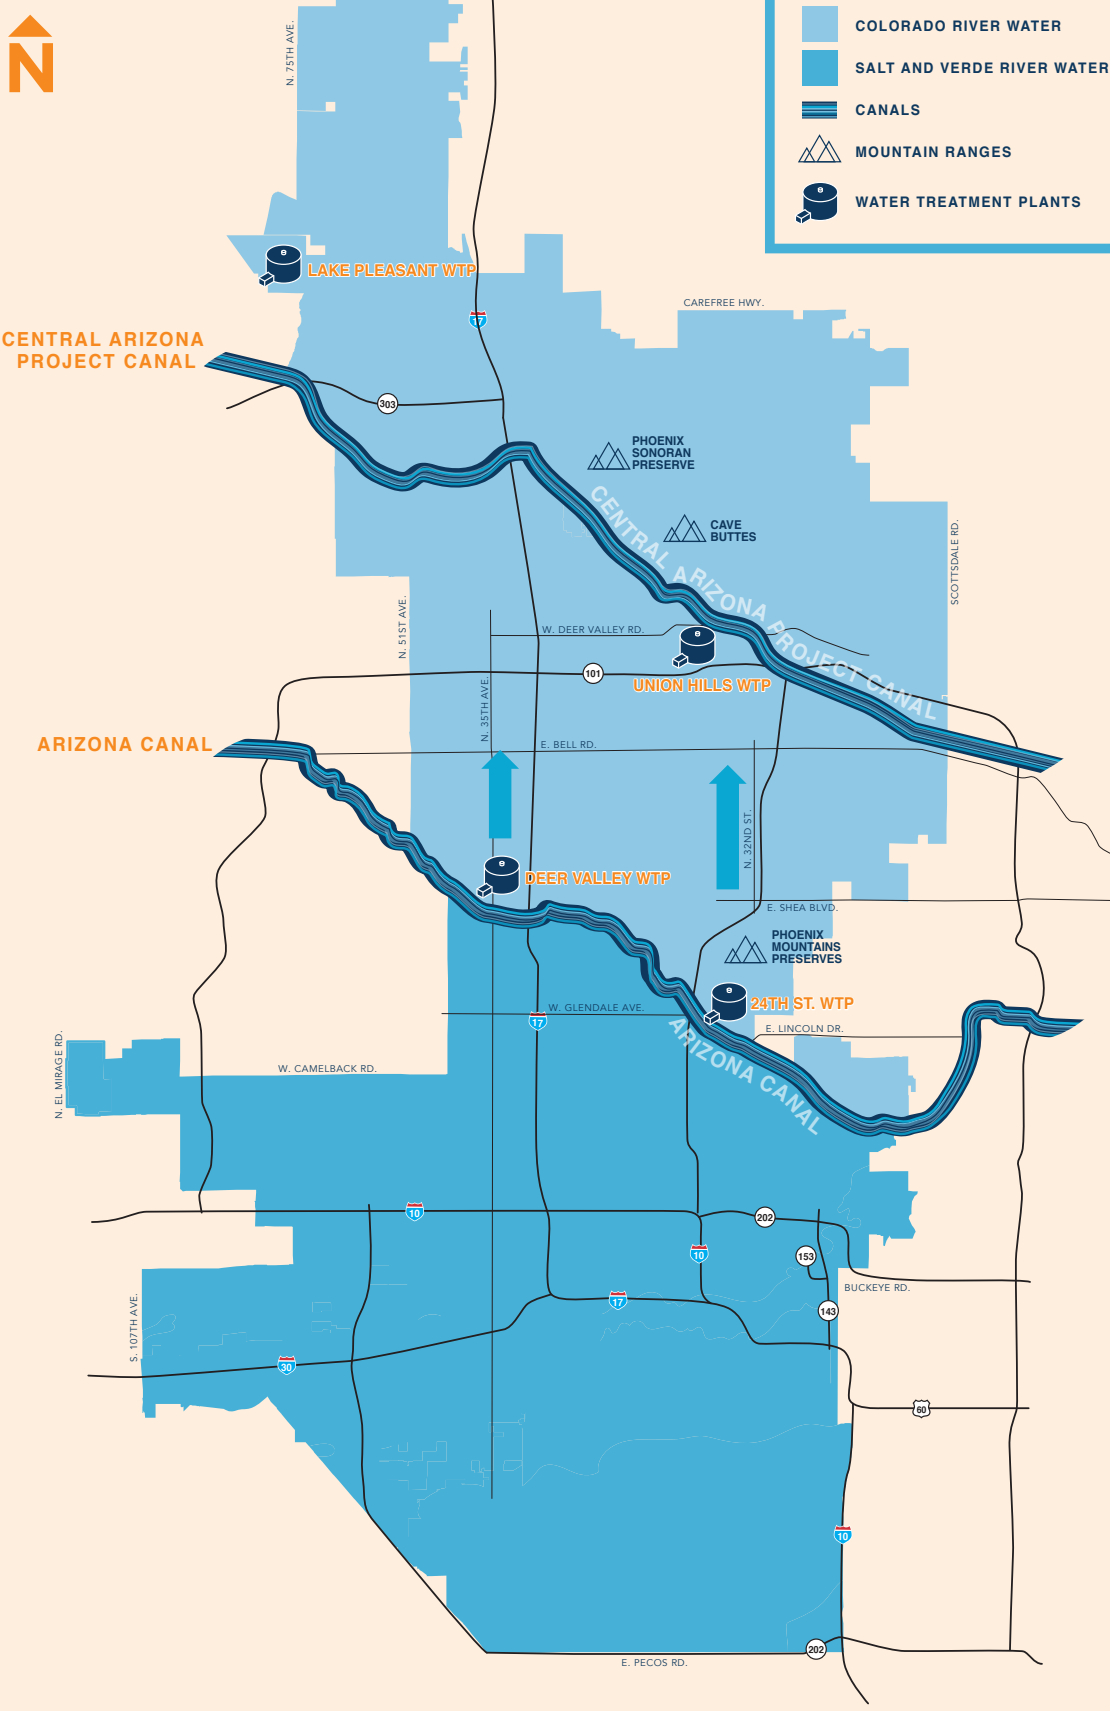 N
N. 75TH AVE.
COLORADO RIVER WATER
SALT AND VERDE RIVER WATER
CANALS
MOUNTAIN RANGES
WATER TREATMENT PLANTS
LAKE PLEASANT WTP
CAREFREE HWY.
17
CENTRAL ARIZONA
PROJECT CANAL
303
PHOENIX
SONORAN
PRESERVE
CAVE
BUTTES
CENTRAL ARIZONA PROJECT CANAL
SCOTTSDALE RD.
N. 51ST AVE.
W. DEER VALLEY RD.
101
UNION HILLS WTP
N. 35TH AVE.
ARIZONA CANAL
E. BELL RD.
N. 32ND ST.
DEER VALLEY WTP
E. SHEA BLVD.
PHOENIX
MOUNTAINS
PRESERVES
24TH ST. WTP
W. GLENDALE AVE.
17
E. LINCOLN DR.
ARIZONA CANAL
N. EL MIRAGE RD.
W. CAMELBACK RD.
10
202
10
153
BUCKEYE RD.
17
143
S. 107TH AVE.
30
60
10
202
E. PECOS RD.